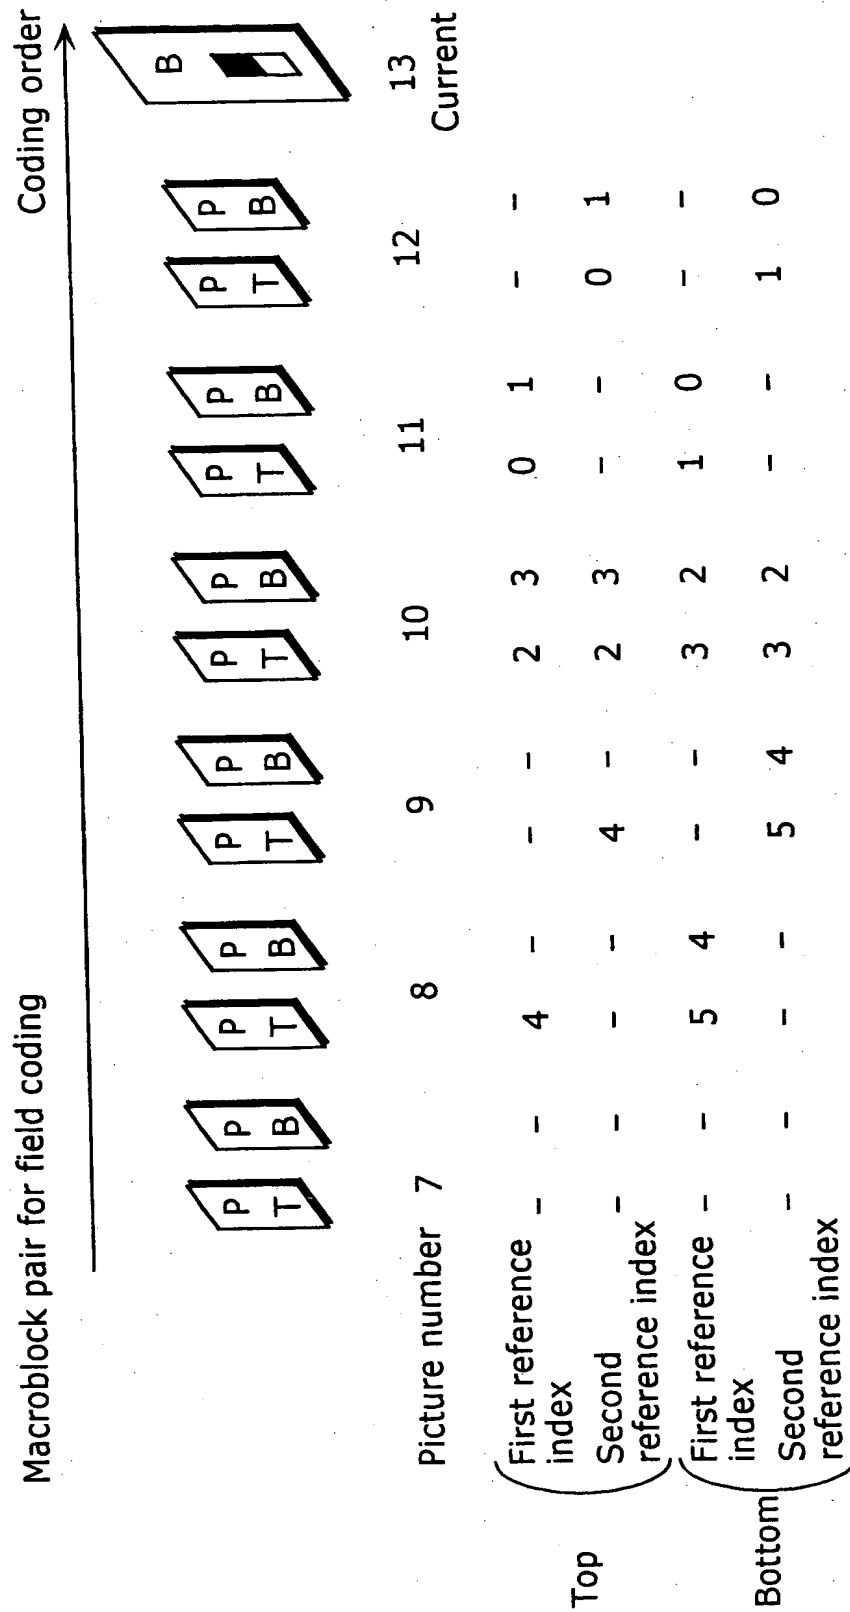 Macroblock pair for field coding
Coding order
P P P P P P P P P P P P B
T B T B T B T B T B T B
Picture number 7 8 9 10 11 12 13
Current
Top
First reference index – – 4 – – – 2 3 0 1 – –
Second reference index – – – – 4 – 2 3 – – 0 1
Bottom
First reference index – – 5 4 – – 3 2 1 0 – –
Second reference index – – – – 5 4 3 2 – – 1 0